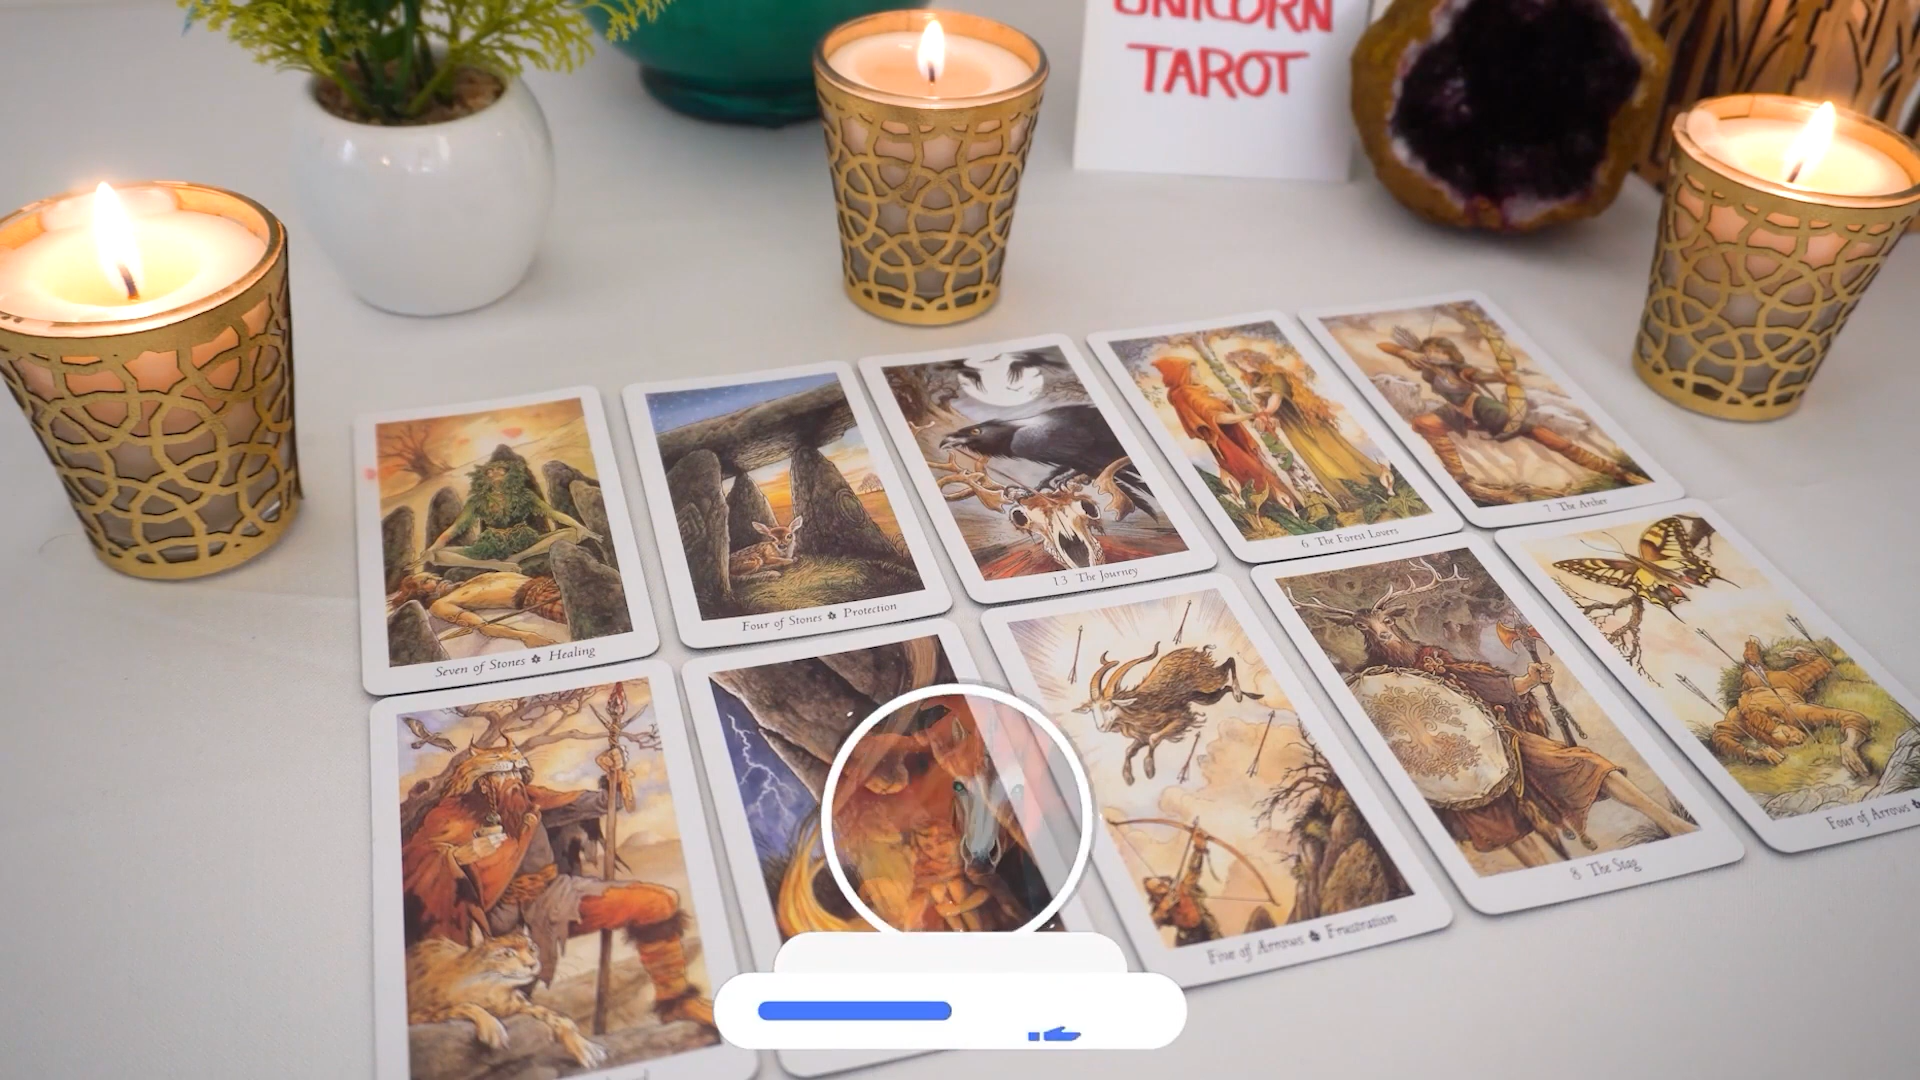 UNICORN
TAROT
7 The Archer
6 The Forest Lovers
13 The Journey
Four of Stones Protection
Seven of Stones Healing
Four of Arrows
8 The Stag
Five of Arrows Frustration